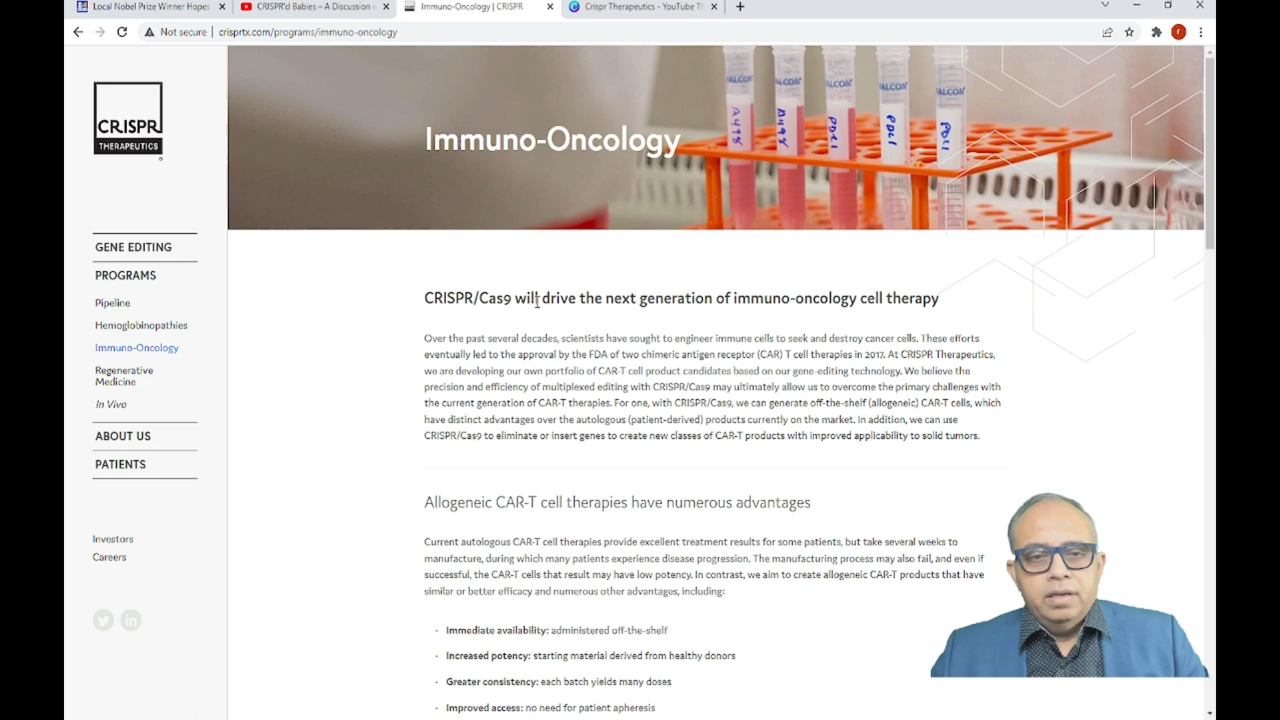 Local Nobel Prize Winner Hopes
CRISPR'd Babies – A Discussion
Immuno-Oncology | CRISPR
Crispr Therapeutics - YouTube Th
Not secure | crisprtx.com/programs/immuno-oncology
CRISPR
THERAPEUTICS
GENE EDITING
PROGRAMS
Pipeline
Hemoglobinopathies
Immuno-Oncology
Regenerative
Medicine
In Vivo
ABOUT US
PATIENTS
Investors
Careers
FALCON
FALCON
FALCON
FALCON
FALCON
A498
A498
PDL1
PDL1
PDL1
Immuno-Oncology
CRISPR/Cas9 will drive the next generation of immuno-oncology cell therapy
Over the past several decades, scientists have sought to engineer immune cells to seek and destroy cancer cells. These efforts
eventually led to the approval by the FDA of two chimeric antigen receptor (CAR) T cell therapies in 2017. At CRISPR Therapeutics,
we are developing our own portfolio of CAR-T cell product candidates based on our gene-editing technology. We believe the
precision and efficiency of multiplexed editing with CRISPR/Cas9 may ultimately allow us to overcome the primary challenges with
the current generation of CAR-T therapies. For one, with CRISPR/Cas9, we can generate off-the-shelf (allogeneic) CAR-T cells, which
have distinct advantages over the autologous (patient-derived) products currently on the market. In addition, we can use
CRISPR/Cas9 to eliminate or insert genes to create new classes of CAR-T products with improved applicability to solid tumors.
Allogeneic CAR-T cell therapies have numerous advantages
Current autologous CAR-T cell therapies provide excellent treatment results for some patients, but take several weeks to
manufacture, during which many patients experience disease progression. The manufacturing process may also fail, and even if
successful, the CAR-T cells that result may have low potency. In contrast, we aim to create allogeneic CAR-T products that have
similar or better efficacy and numerous other advantages, including:
· Immediate availability: administered off-the-shelf
· Increased potency: starting material derived from healthy donors
· Greater consistency: each batch yields many doses
· Improved access: no need for patient apheresis